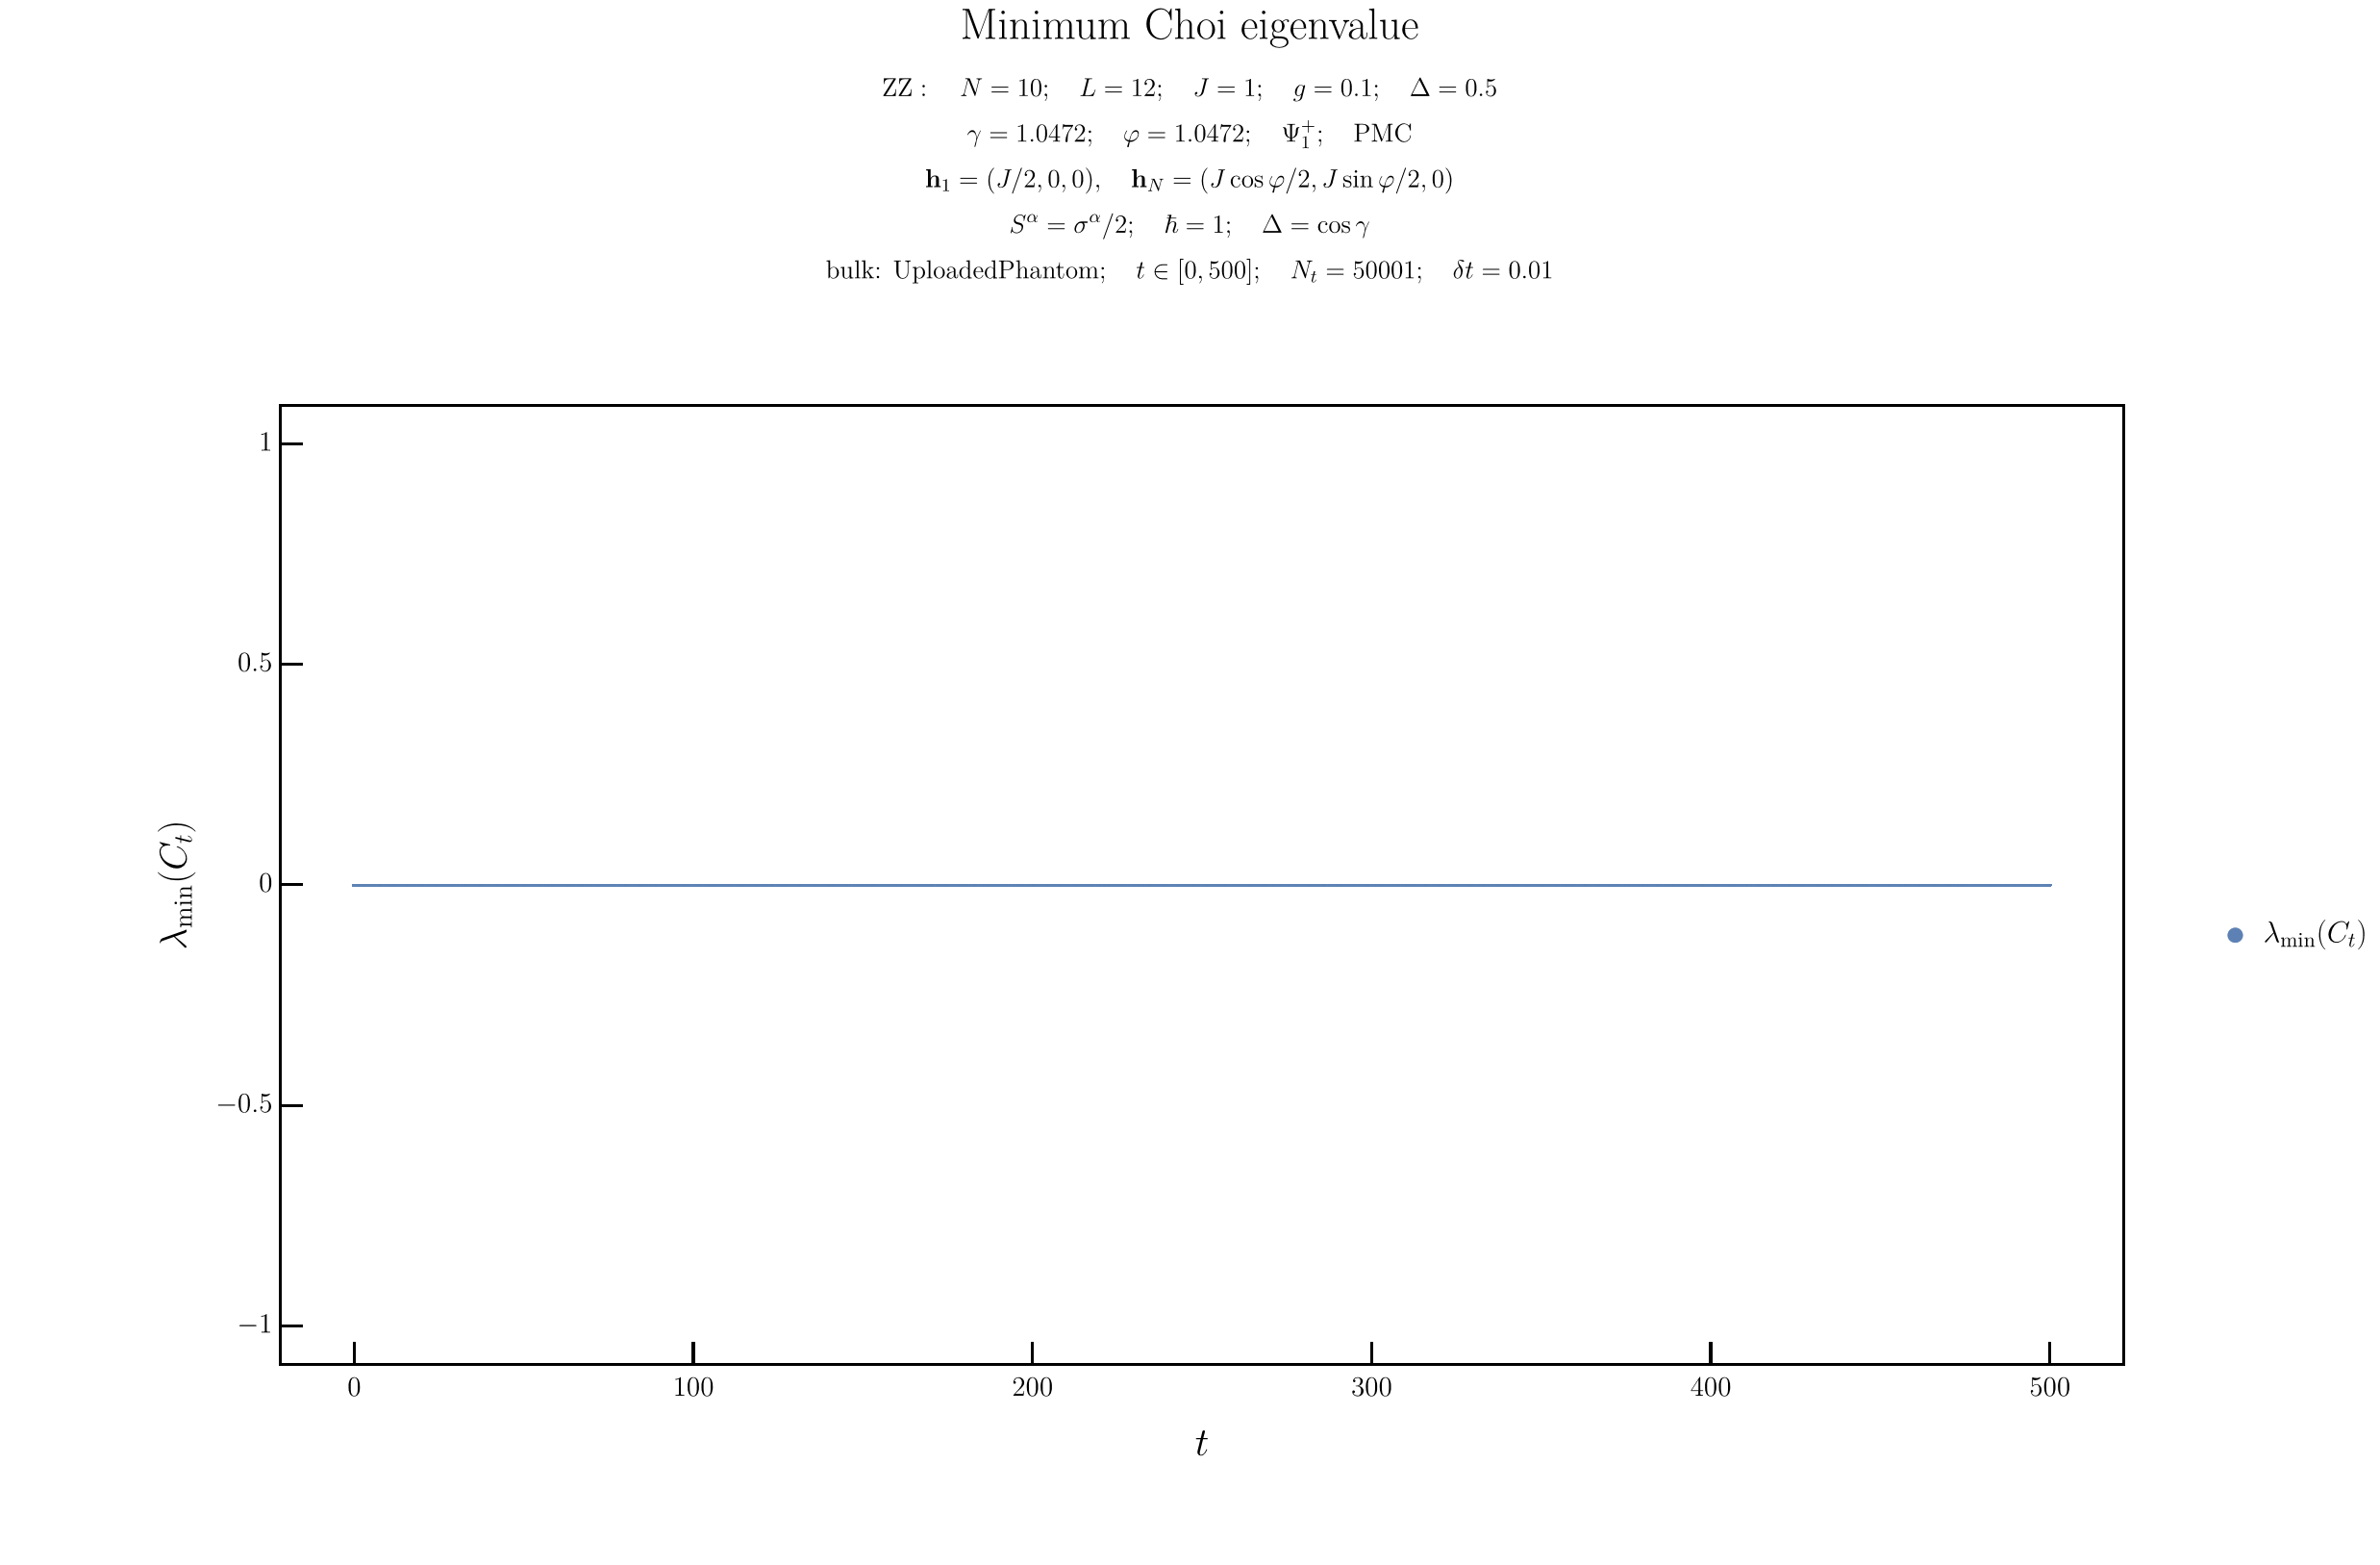 Minimum Choi eigenvalue
ZZ : N = 10; L = 12; J = 1; g = 0.1; Δ = 0.5
γ = 1.0472; φ = 1.0472; Ψ₁⁺; PMC
h₁ = (J/2, 0, 0), h_N = (J cos φ/2, J sin φ/2, 0)
S^α = σ^α/2; ℏ = 1; Δ = cos γ
bulk: UploadedPhantom; t ∈ [0, 500]; N_t = 50001; δt = 0.01
1
0.5
0
−0.5
−1
λ_min(C_t)
λ_min(C_t)
0 100 200 300 400 500
t